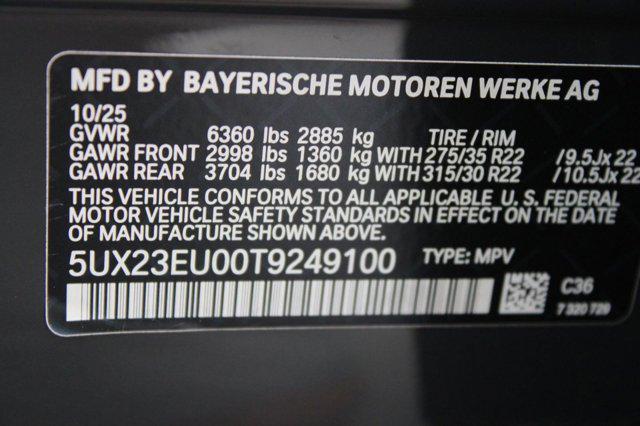 MFD BY BAYERISCHE MOTOREN WERKE AG
10/25
GVWR 6360 lbs 2885 kg TIRE / RIM
GAWR FRONT 2998 lbs 1360 kg WITH 275/35 R22 /9.5Jx 22
GAWR REAR 3704 lbs 1680 kg WITH 315/30 R22 /10.5Jx 22
THIS VEHICLE CONFORMS TO ALL APPLICABLE U. S. FEDERAL
MOTOR VEHICLE SAFETY STANDARDS IN EFFECT ON THE DATE
OF MANUFACTURE SHOWN ABOVE.
5UX23EU00T9249100 TYPE: MPV
C36
7 320 729